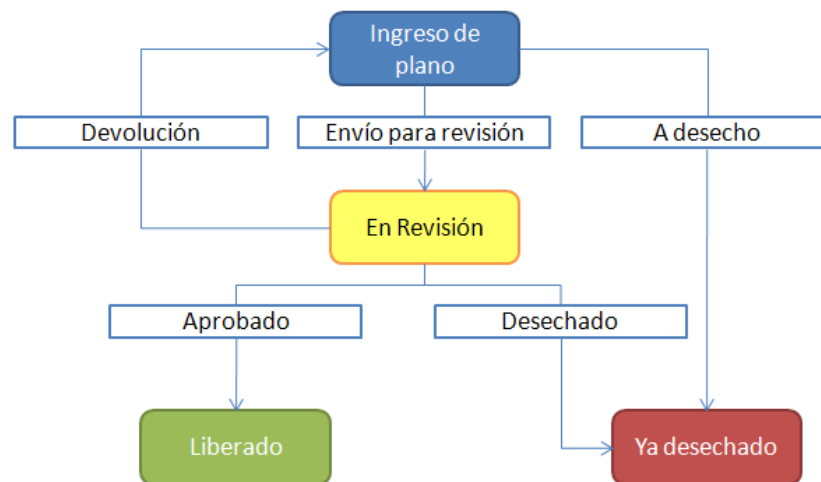 Ingreso de
plano
Devolución
Envío para revisión
A desecho
En Revisión
Aprobado
Desechado
Liberado
Ya desechado